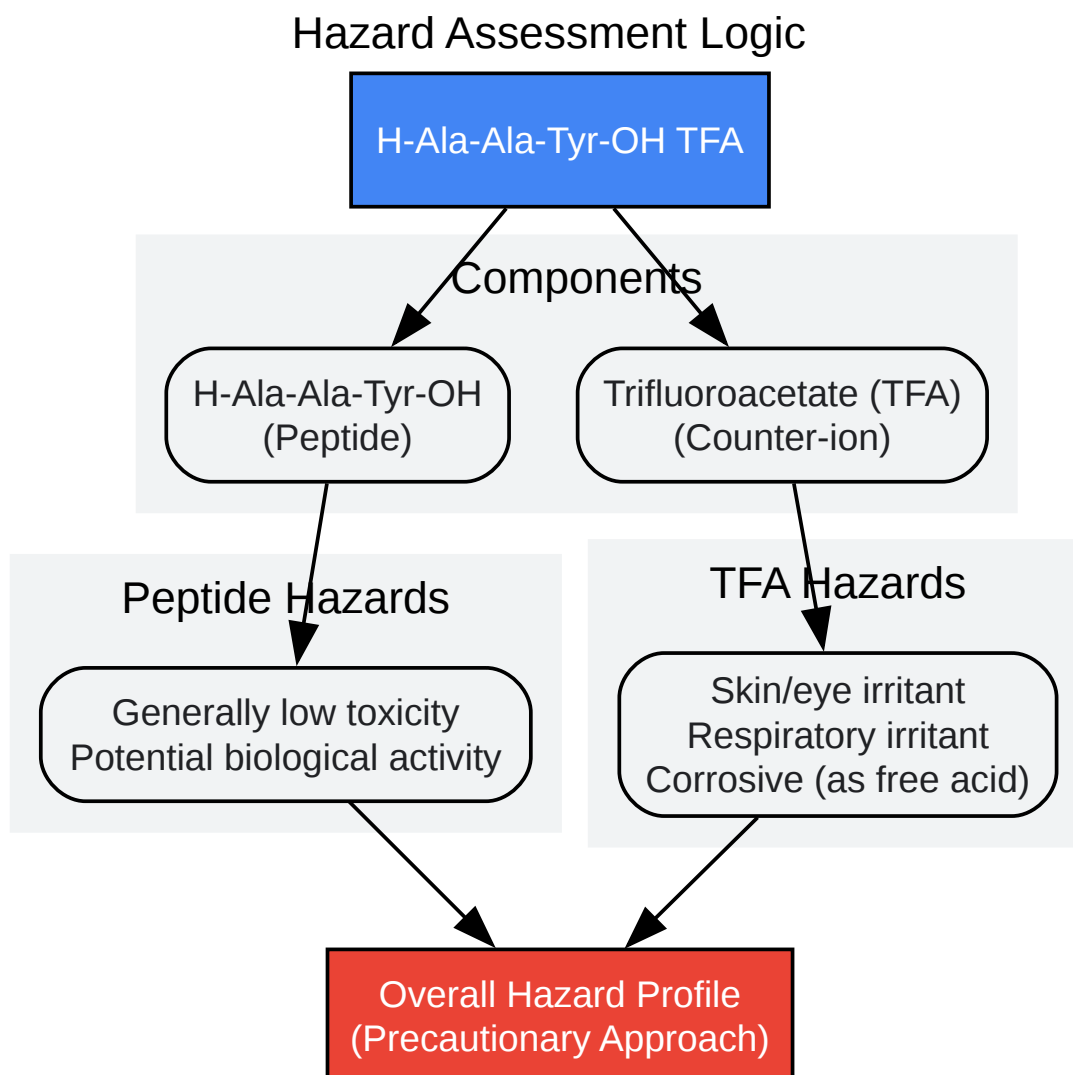 Hazard Assessment Logic
H-Ala-Ala-Tyr-OH TFA
Components
H-Ala-Ala-Tyr-OH
(Peptide)
Trifluoroacetate (TFA)
(Counter-ion)
Peptide Hazards
Generally low toxicity
Potential biological activity
TFA Hazards
Skin/eye irritant
Respiratory irritant
Corrosive (as free acid)
Overall Hazard Profile
(Precautionary Approach)